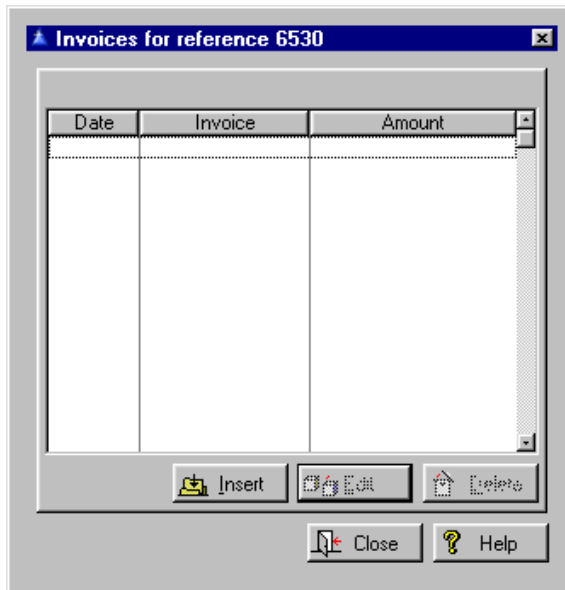 Invoices for reference 6530
Date Invoice Amount
Insert Edit Delete
Close Help